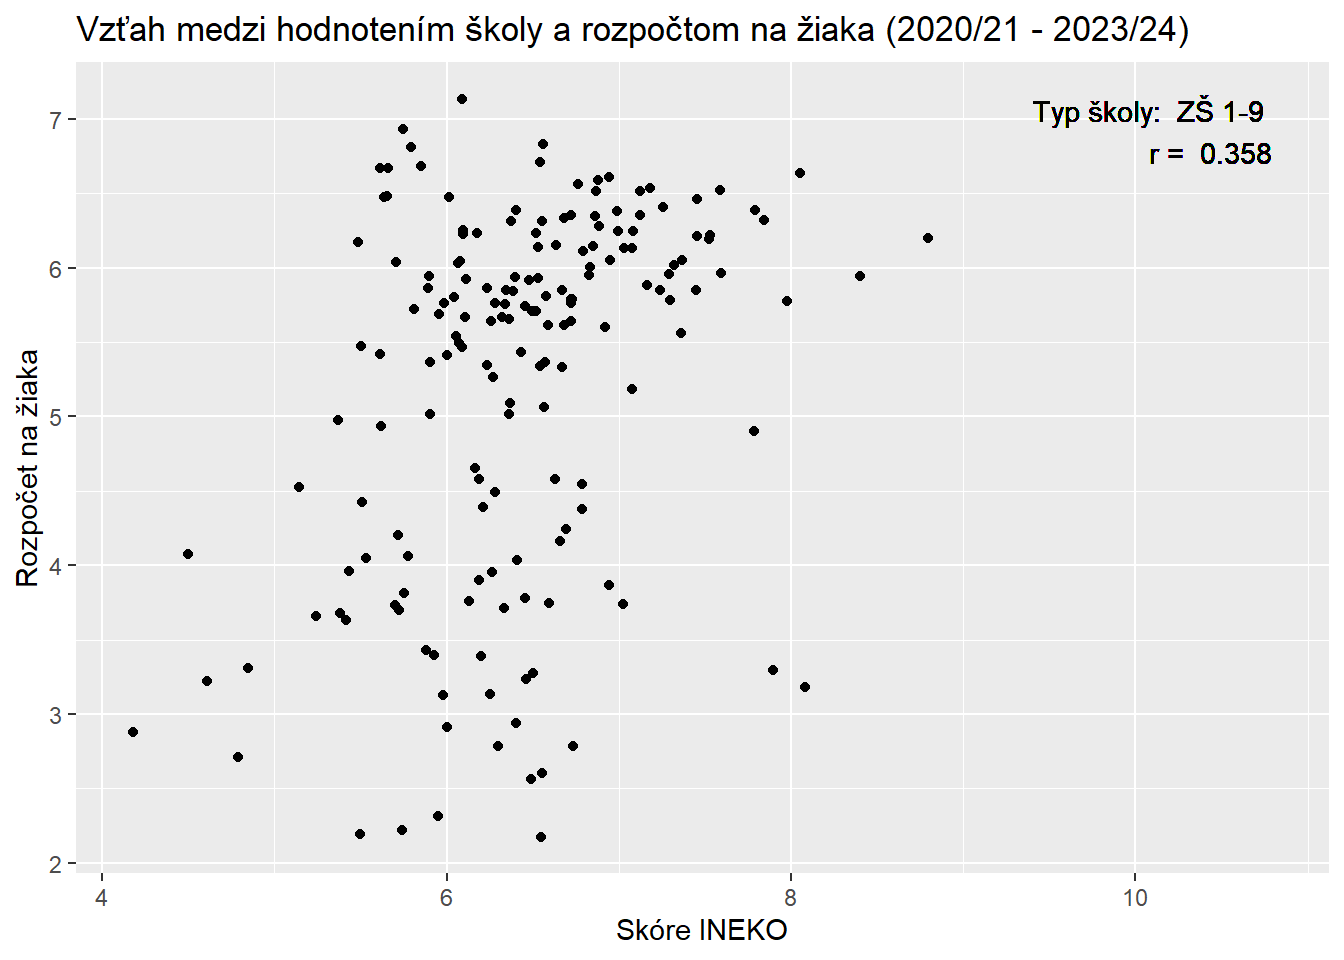 Vzťah medzi hodnotením školy a rozpočtom na žiaka (2020/21 - 2023/24)
Typ školy:  ZŠ 1-9
r =  0.358
Rozpočet na žiaka
7
6
5
4
3
2
4
6
8
10
Skóre INEKO